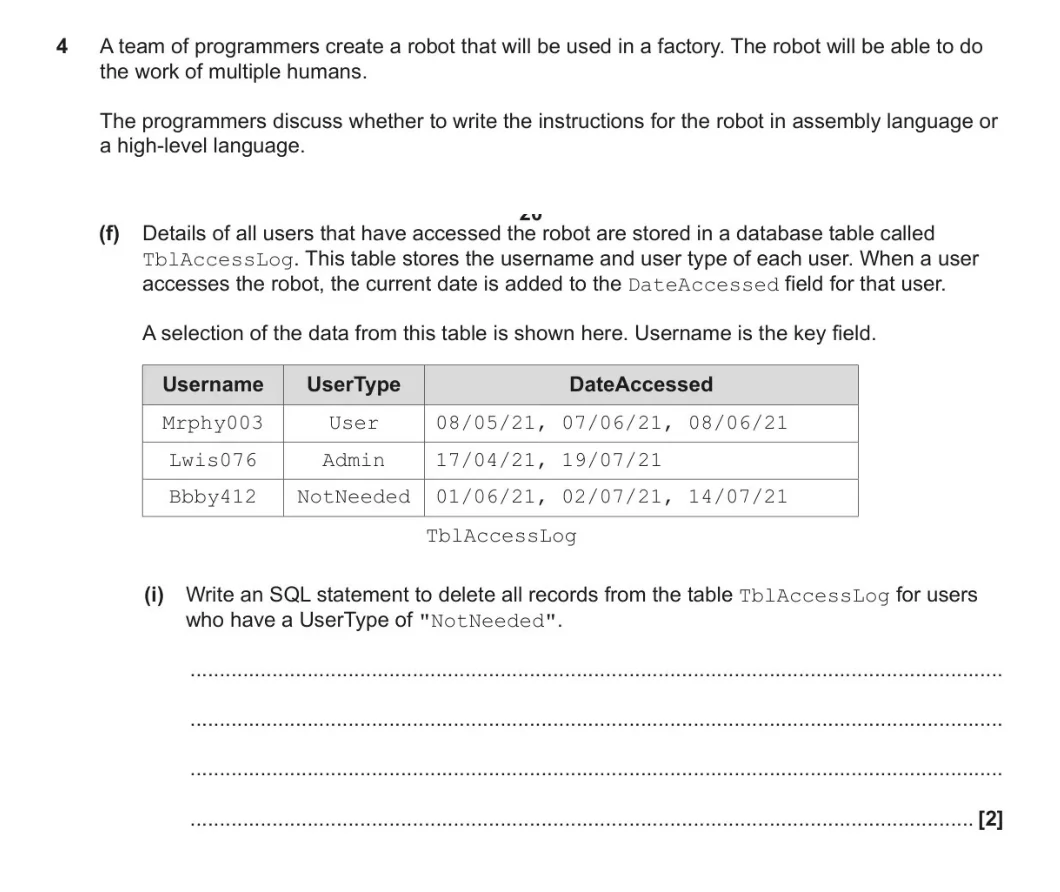 4 A team of programmers create a robot that will be used in a factory. The robot will be able to do
the work of multiple humans.
The programmers discuss whether to write the instructions for the robot in assembly language or
a high-level language.
(f) Details of all users that have accessed the robot are stored in a database table called
TblAccessLog. This table stores the username and user type of each user. When a user
accesses the robot, the current date is added to the DateAccessed field for that user.
A selection of the data from this table is shown here. Username is the key field.
Username UserType DateAccessed
Mrphy003 User 08/05/21, 07/06/21, 08/06/21
Lwis076 Admin 17/04/21, 19/07/21
Bbby412 NotNeeded 01/06/21, 02/07/21, 14/07/21
TblAccessLog
(i) Write an SQL statement to delete all records from the table TblAccessLog for users
who have a UserType of "NotNeeded".
[2]